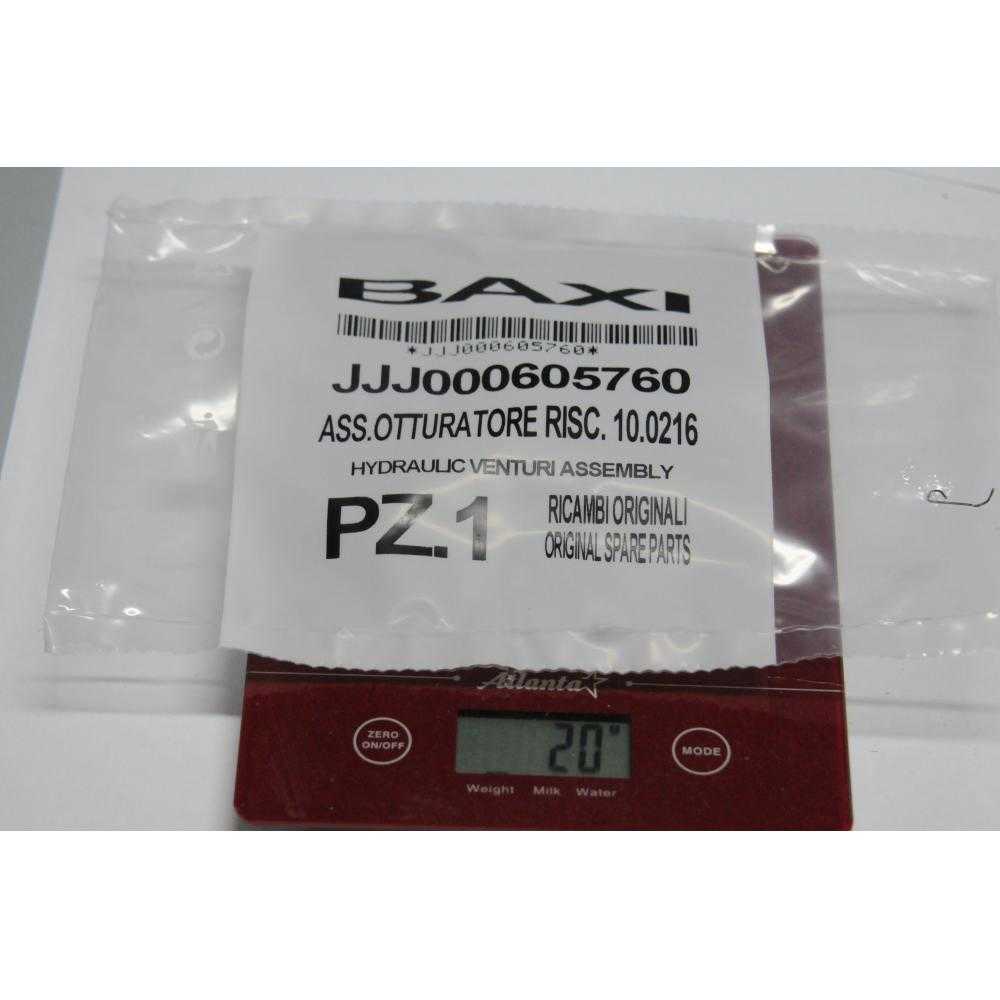 BAXI
*JJJ000605760*
JJJ000605760
ASS.OTTURATORE RISC. 10.0216
HYDRAULIC VENTURI ASSEMBLY
PZ.1
RICAMBI ORIGINALI
ORIGINAL SPARE PARTS
Atlanta
ZERO
ON/OFF
20
MODE
Weight Milk Water